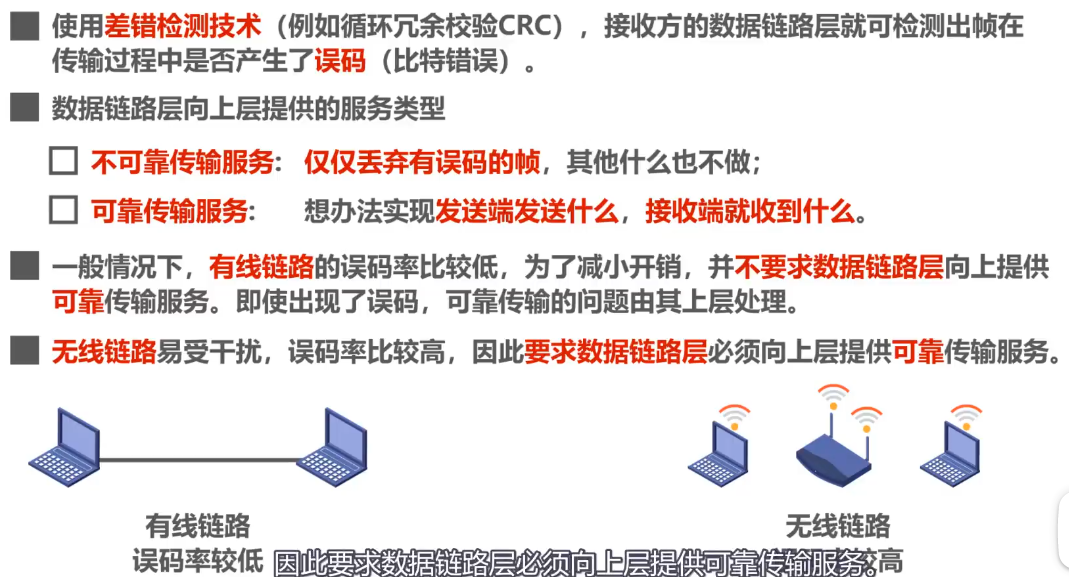 使用差错检测技术（例如循环冗余校验CRC），接收方的数据链路层就可检测出帧在
传输过程中是否产生了误码（比特错误）。
数据链路层向上层提供的服务类型
不可靠传输服务： 仅仅丢弃有误码的帧，其他什么也不做；
可靠传输服务： 想办法实现发送端发送什么，接收端就收到什么。
一般情况下，有线链路的误码率比较低，为了减小开销，并不要求数据链路层向上提供
可靠传输服务。即使出现了误码，可靠传输的问题由其上层处理。
无线链路易受干扰，误码率比较高，因此要求数据链路层必须向上层提供可靠传输服务。
有线链路
误码率较低
无线链路
较高
因此要求数据链路层必须向上层提供可靠传输服务。